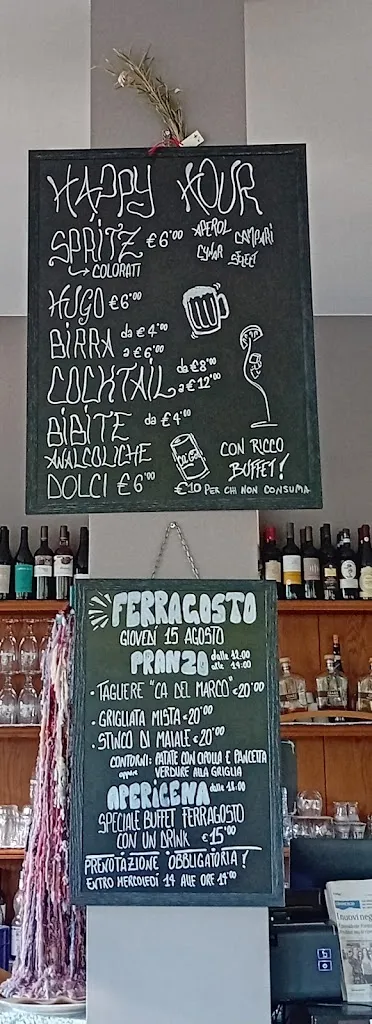 HAPPY HOUR
SPRITZ €6'00 APEROL CAMPARI
CYNAR SELECT
COLORATI
HUGO €6'00
BIRRA da €4'00
a €6'00
COCKTAIL da €8'00
a €12'00
BIBITE da €4'00
ANALCOLICHE
DOLCI €6'00
CON RICCO
BUFFET!
€10 PER CHI NON CONSUMA
FERRAGOSTO
GIOVEDÌ 15 AGOSTO
PRANZO dalle 12:00
alle 14:00
• TAGLIERE "CA DEL MARCO" €20'00
• GRIGLIATA MISTA €20'00
• STINCO DI MAIALE €20'00
CONTORNI: PATATE CON CIPOLLA E PANCETTA
oppure VERDURE ALLA GRIGLIA
APERICENA dalle 18:00
SPECIALE BUFFET FERRAGOSTO
CON UN DRINK €15'00
PRENOTAZIONE OBBLIGATORIA!
ENTRO MERCOLEDÌ 14 ALLE ORE 19'00
i nuovi neg